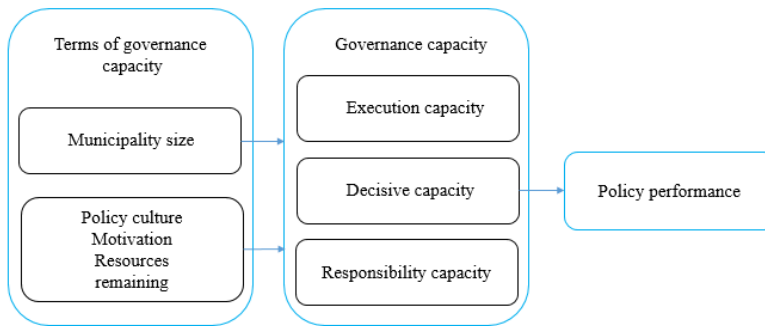 Terms of governance
capacity
Municipality size
Policy culture
Motivation
Resources
remaining
Governance capacity
Execution capacity
Decisive capacity
Responsibility capacity
Policy performance